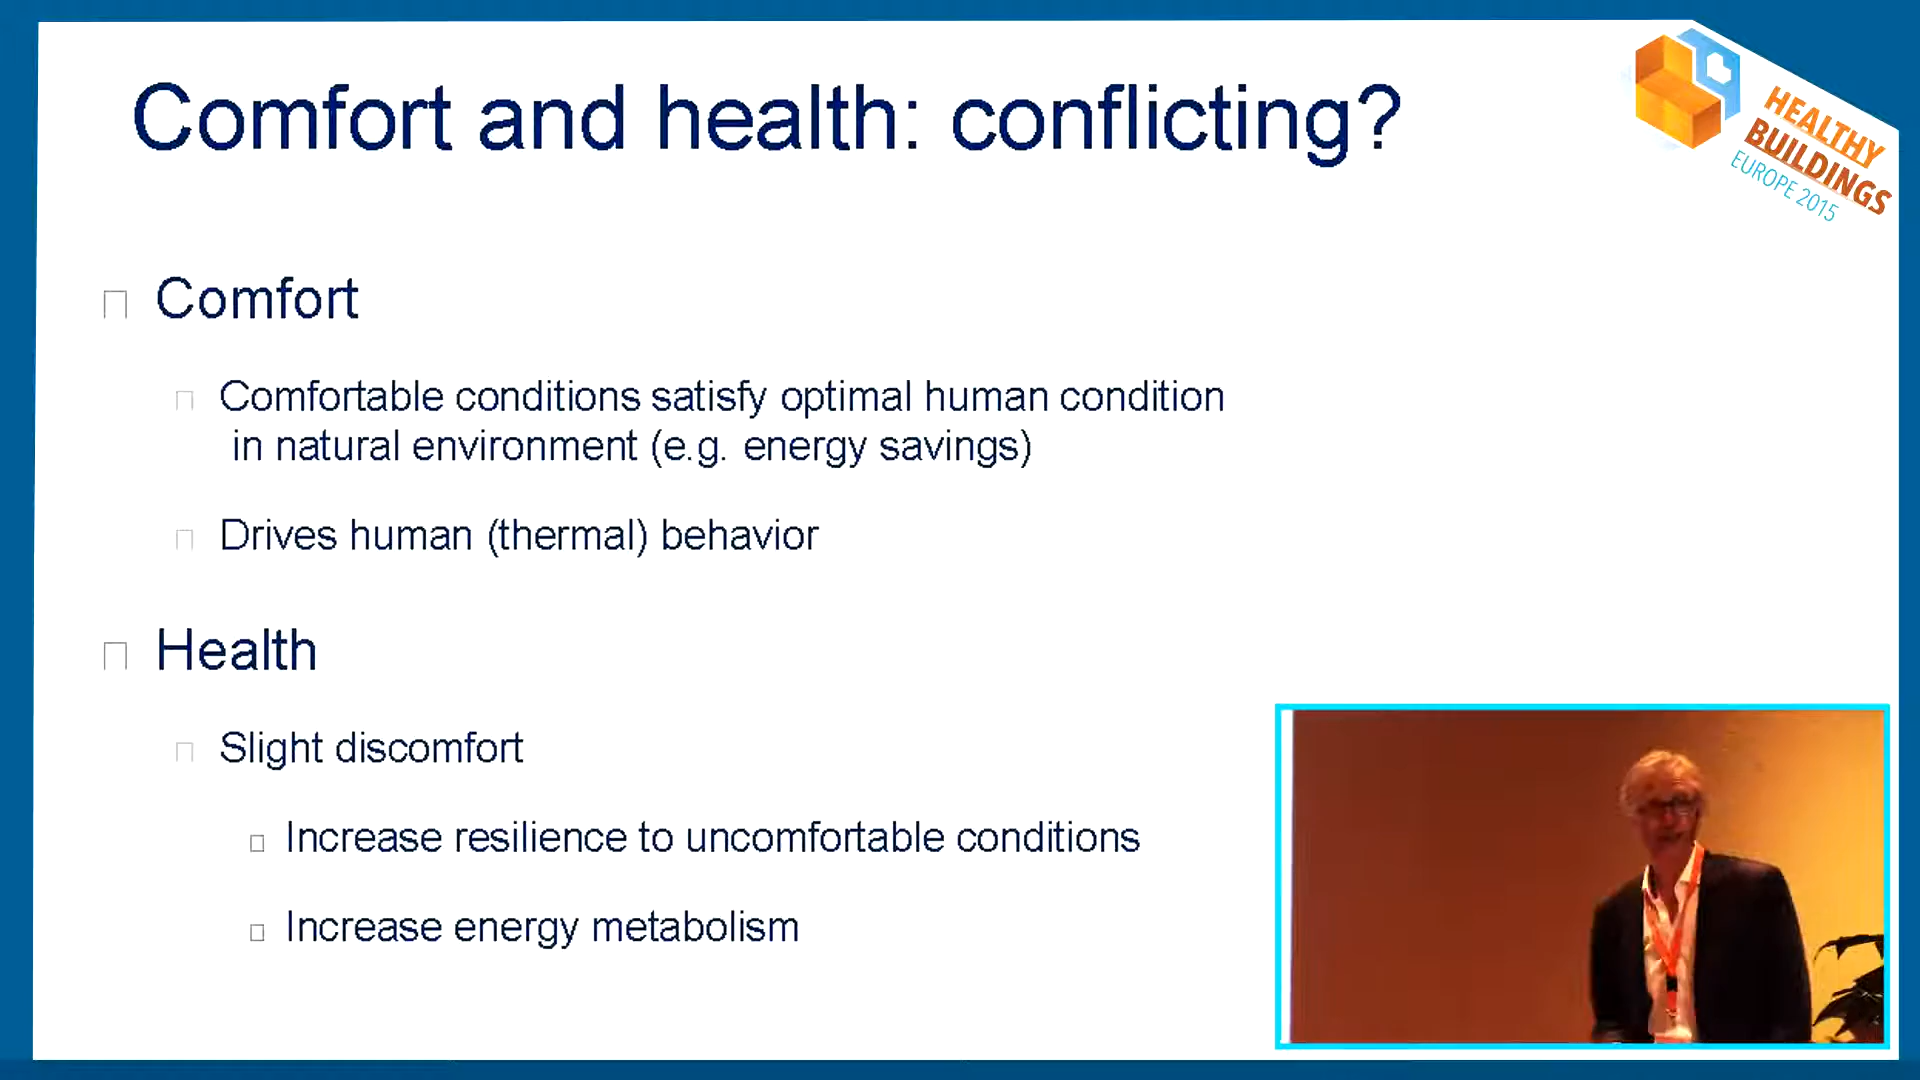 Comfort and health: conflicting?
HEALTHY
BUILDINGS
EUROPE 2015
Comfort
Comfortable conditions satisfy optimal human condition
in natural environment (e.g. energy savings)
Drives human (thermal) behavior
Health
Slight discomfort
Increase resilience to uncomfortable conditions
Increase energy metabolism